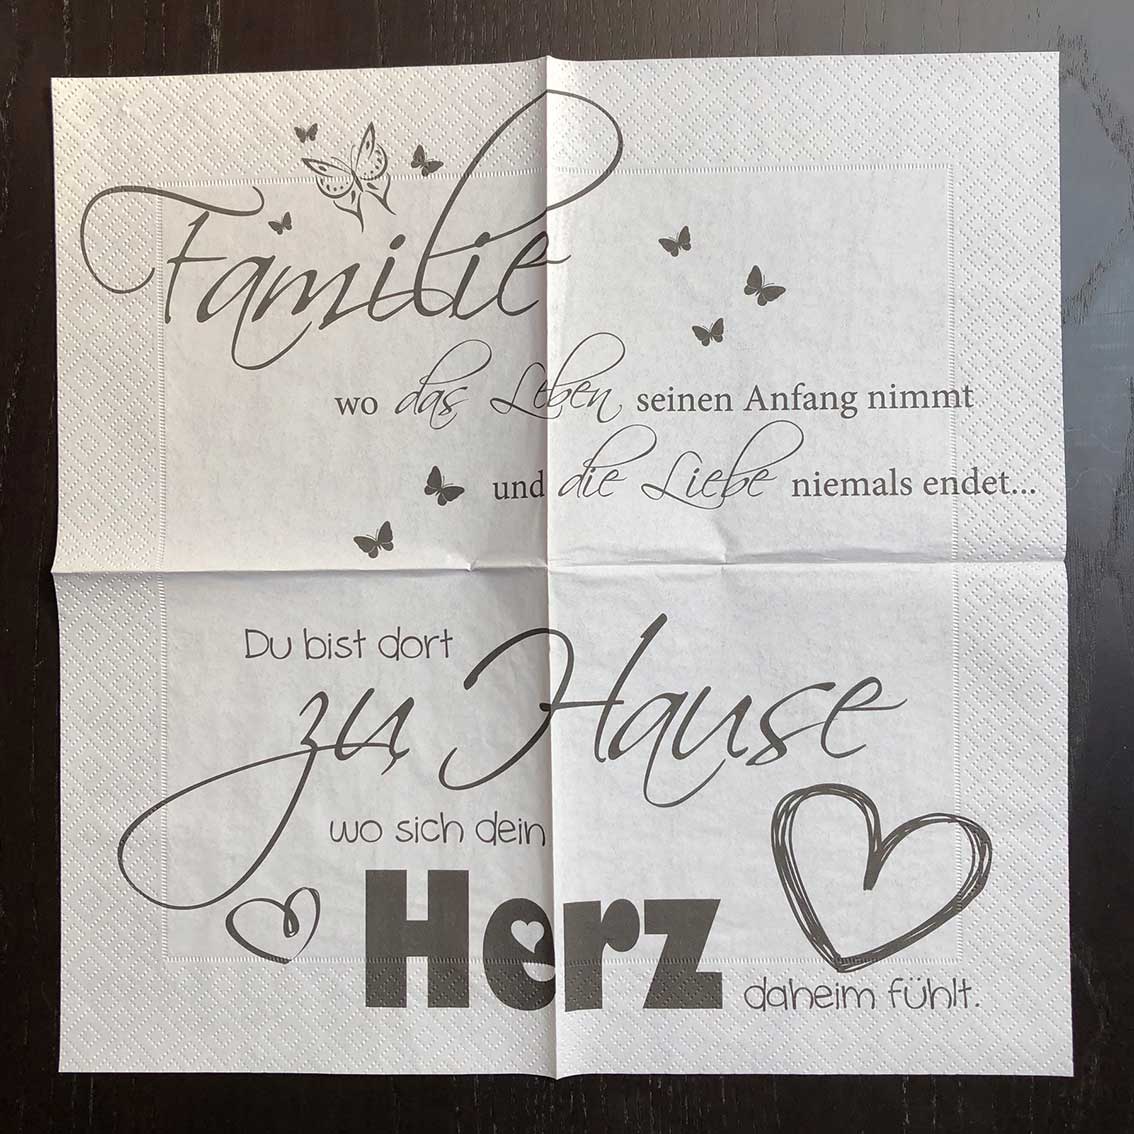 Familie
wo das Leben seinen Anfang nimmt
und die Liebe niemals endet...
Du bist dort
zu Hause
wo sich dein
Herz
daheim fühlt.